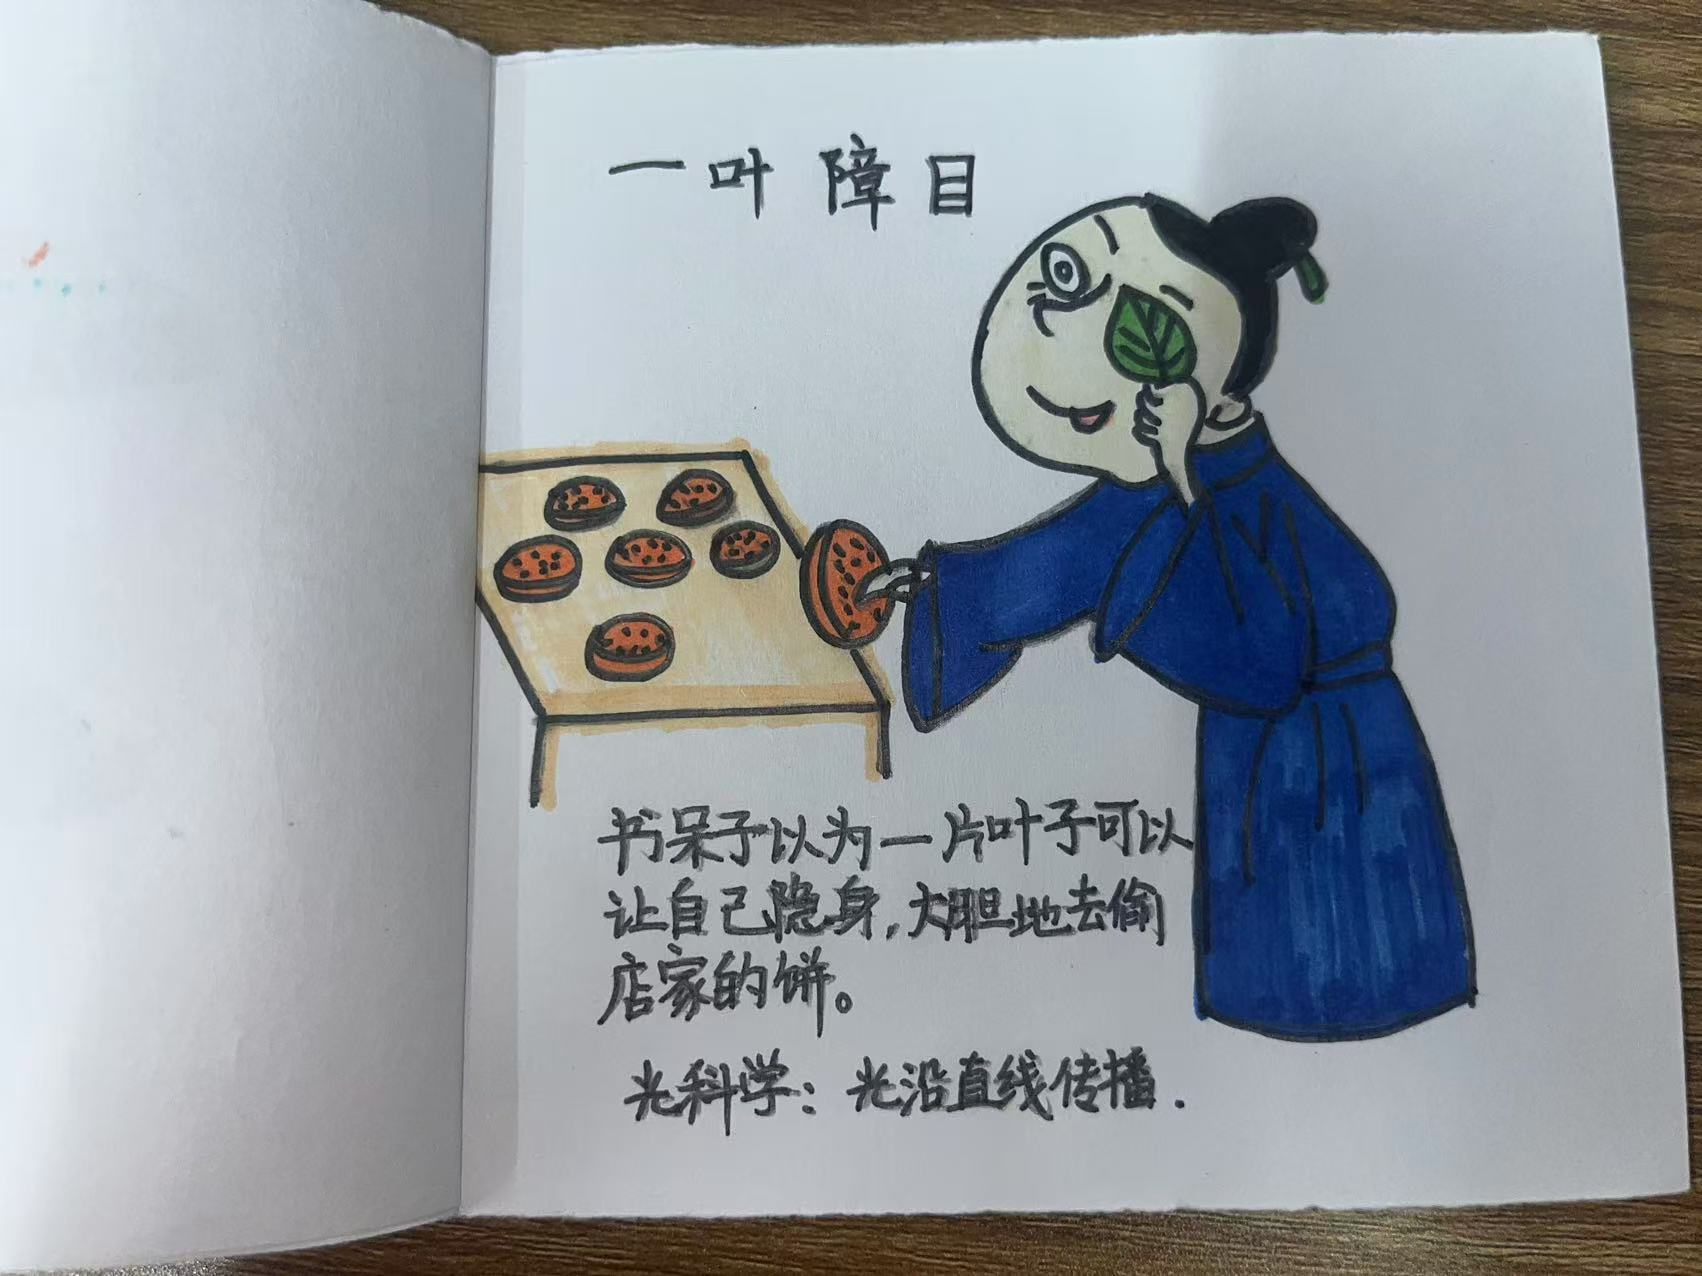 一叶障目
书呆子以为一片叶子可以
让自己隐身,大胆地去偷
店家的饼。
光科学:光沿直线传播.